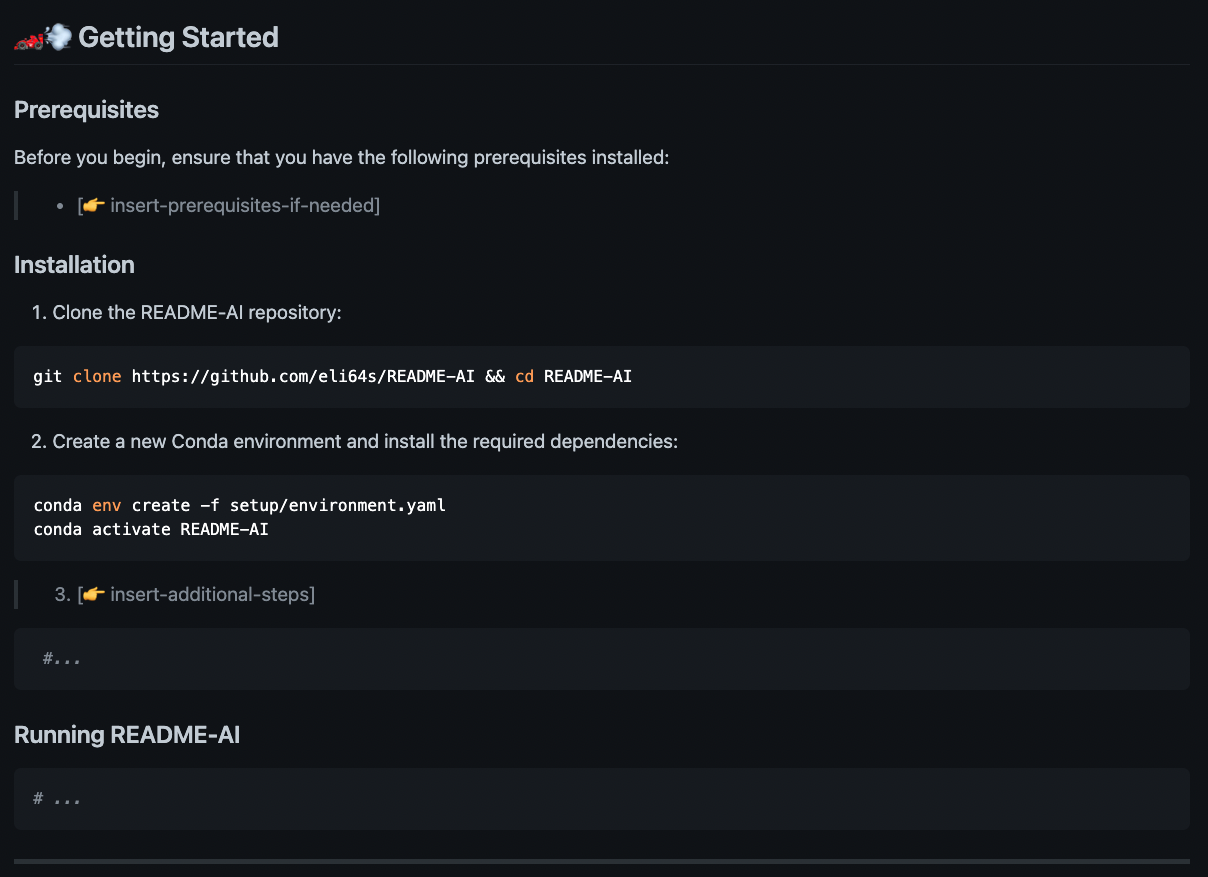 🏎💨 Getting Started
Prerequisites
Before you begin, ensure that you have the following prerequisites installed:
• [👉 insert-prerequisites-if-needed]
Installation
1. Clone the README-AI repository:
git clone https://github.com/eli64s/README-AI && cd README-AI
2. Create a new Conda environment and install the required dependencies:
conda env create -f setup/environment.yaml
conda activate README-AI
3. [👉 insert-additional-steps]
#...
Running README-AI
# ...